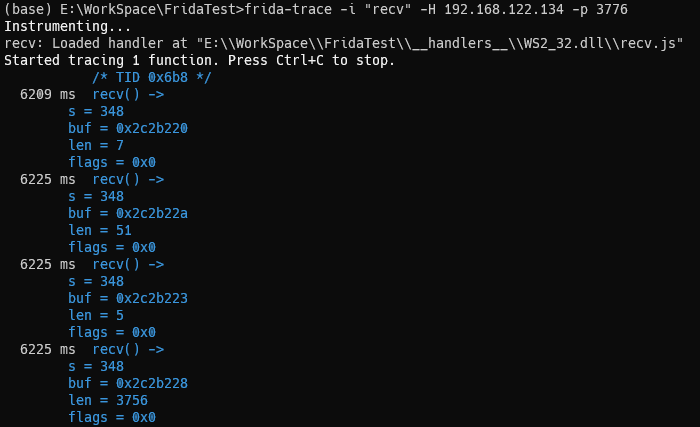 (base) E:\WorkSpace\FridaTest>frida-trace -i "recv" -H 192.168.122.134 -p 3776
Instrumenting...
recv: Loaded handler at "E:\\WorkSpace\\FridaTest\\__handlers__\\WS2_32.dll\\recv.js"
Started tracing 1 function. Press Ctrl+C to stop.
/* TID 0x6b8 */
6209 ms  recv() ->
s = 348
buf = 0x2c2b220
len = 7
flags = 0x0
6225 ms  recv() ->
s = 348
buf = 0x2c2b22a
len = 51
flags = 0x0
6225 ms  recv() ->
s = 348
buf = 0x2c2b223
len = 5
flags = 0x0
6225 ms  recv() ->
s = 348
buf = 0x2c2b228
len = 3756
flags = 0x0